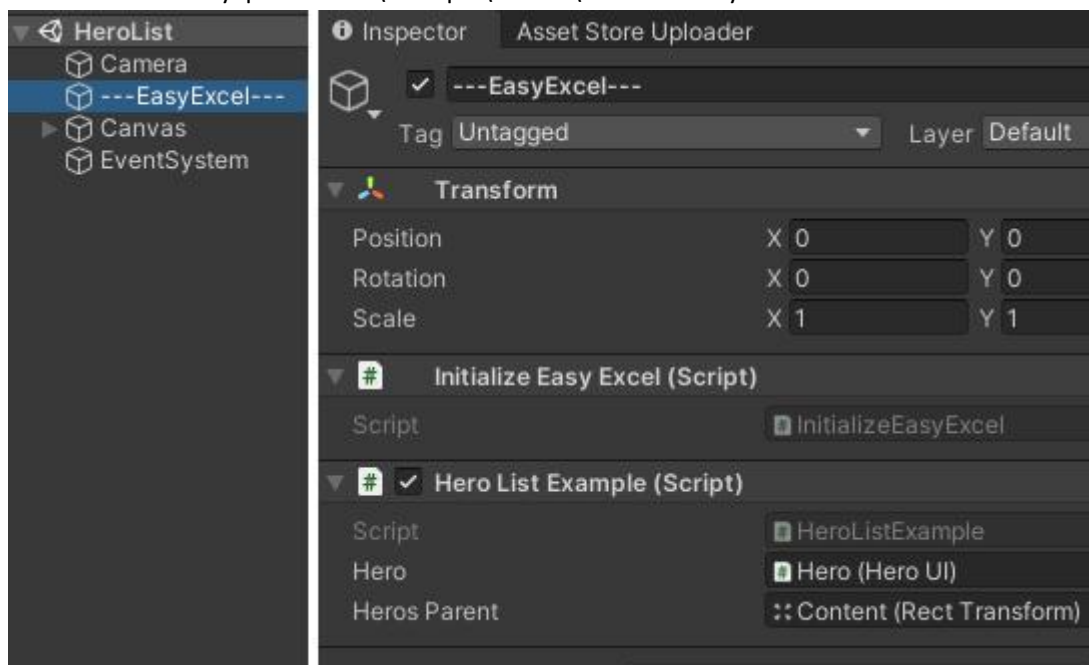 HeroList
Camera
---EasyExcel---
Canvas
EventSystem
Inspector Asset Store Uploader
---EasyExcel---
Tag Untagged Layer Default
Transform
Position X 0 Y 0
Rotation X 0 Y 0
Scale X 1 Y 1
# Initialize Easy Excel (Script)
Script InitializeEasyExcel
# Hero List Example (Script)
Script HeroListExample
Hero Hero (Hero UI)
Heros Parent Content (Rect Transform)